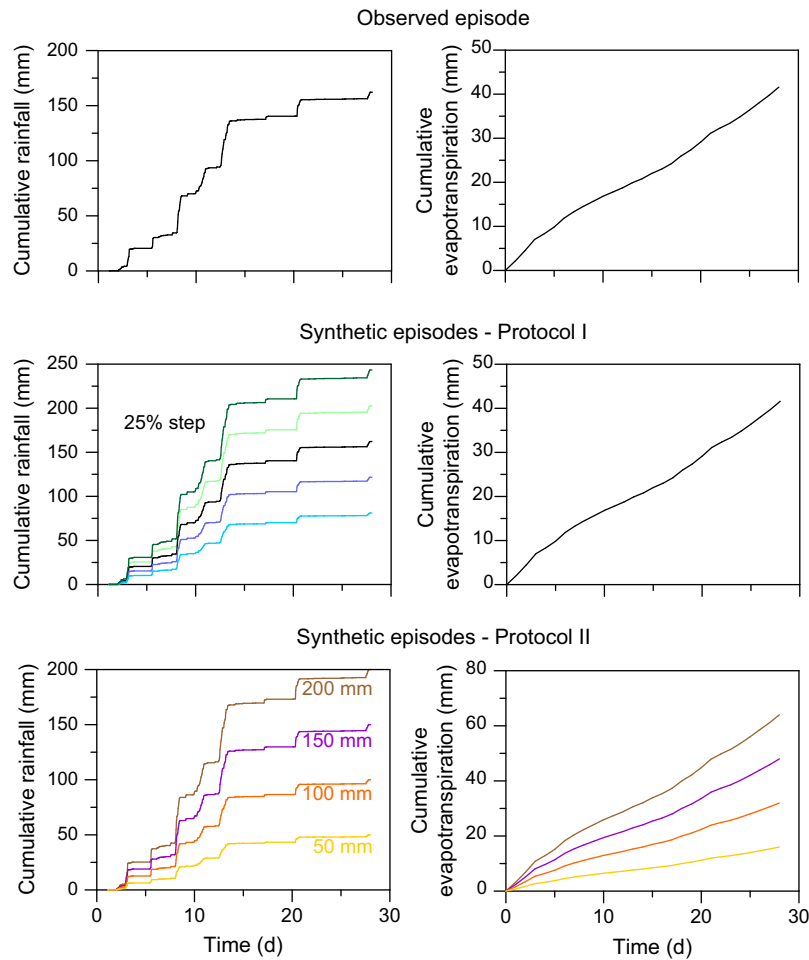 Observed episode
Cumulative rainfall (mm)
200
150
100
50
0
Cumulative
evapotranspiration (mm)
50
40
30
20
10
0
Synthetic episodes - Protocol I
Cumulative rainfall (mm)
250
200
150
100
50
0
25% step
Cumulative
evapotranspiration (mm)
50
40
30
20
10
0
Synthetic episodes - Protocol II
Cumulative rainfall (mm)
200
150
100
50
0
200 mm
150 mm
100 mm
50 mm
0 10 20 30
Time (d)
Cumulative
evapotranspiration (mm)
80
60
40
20
0
0 10 20 30
Time (d)